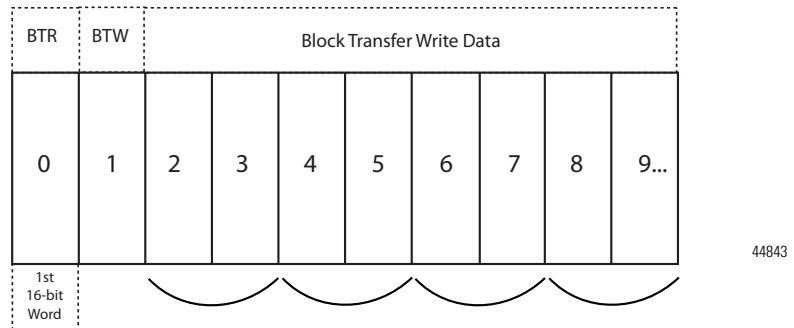 BTR BTW Block Transfer Write Data
0 1 2 3 4 5 6 7 8 9...
44843
1st
16-bit
Word